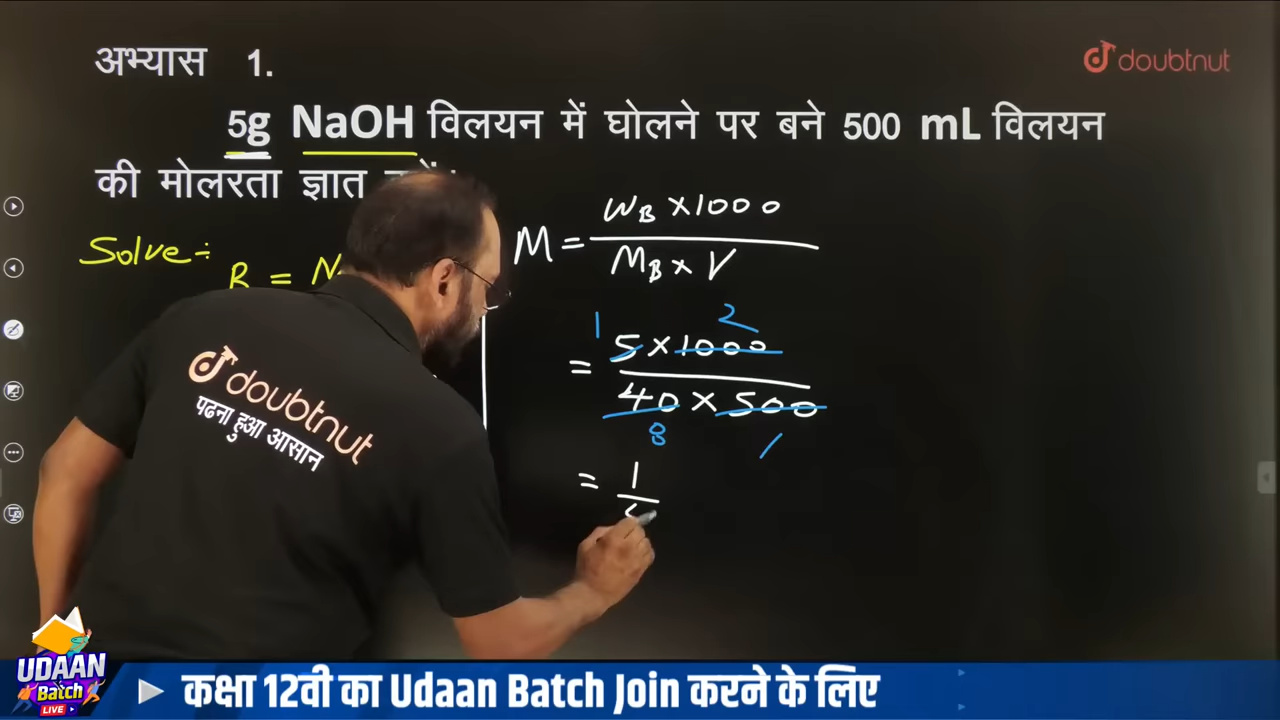 अभ्यास 1.
doubtnut
5g NaOH विलयन में घोलने पर बने 500 mL विलयन
की मोलरता ज्ञात
Solve÷
B = N
M = W_B × 1000 / M_B × V
1 2
= 5 × 1000 / 40 × 500
8 1
= 1
doubtnut
पढना हुआ आसान
UDAAN
Batch
LIVE
कक्षा 12वी का Udaan Batch Join करने के लिए